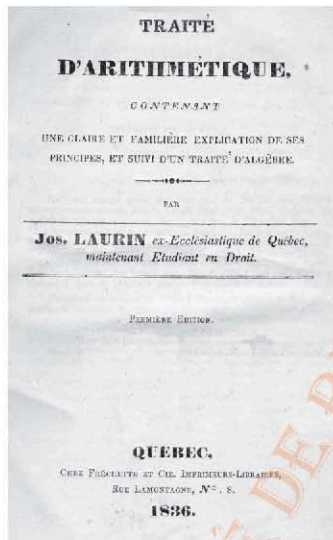 TRAITÉ
D'ARITHMÉTIQUE,
CONTENANT
UNE CLAIRE ET FAMILIÈRE EXPLICATION DE SES
PRINCIPES, ET SUIVI D'UN TRAITÉ D'ALGÈBRE.
PAR
Jos. LAURIN ex-Ecclésiastique de Québec,
maintenant Etudiant en Droit.
PREMIÈRE EDITION.
QUÉBEC,
CHEZ FRÉCHETTE ET CIE. IMPRIMEURS-LIBRAIRES,
RUE LAMONTAGNE, No. 8.
1836.
DE